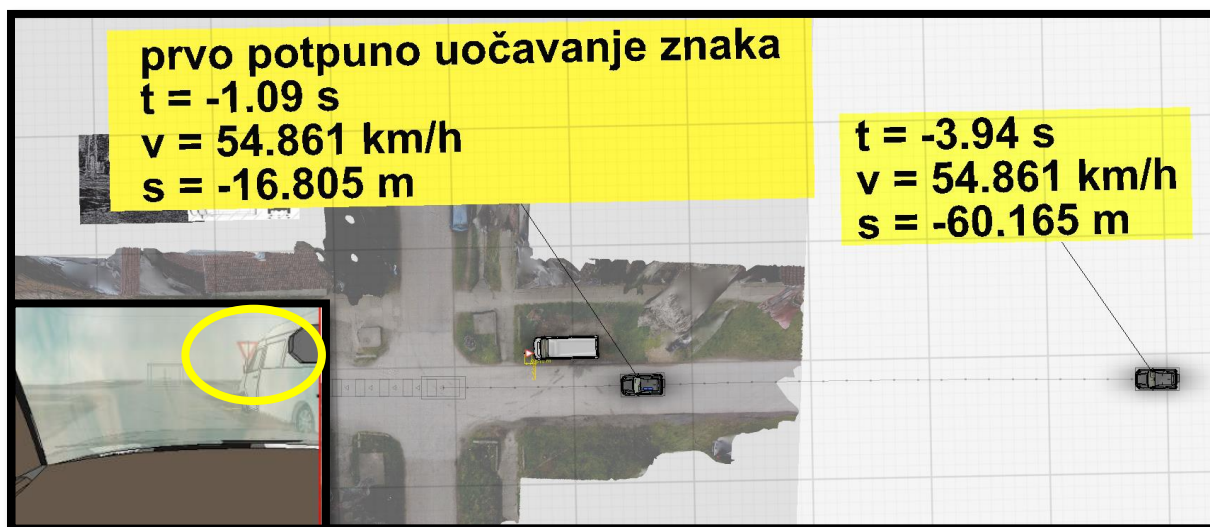 prvo potpuno uočavanje znaka
t = -1.09 s
v = 54.861 km/h
s = -16.805 m
t = -3.94 s
v = 54.861 km/h
s = -60.165 m